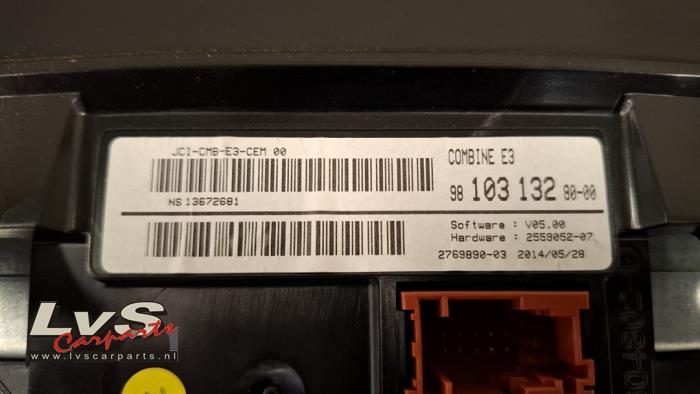 JCI-CMB-E3-CEM 00
COMBINE E3
98 103 132 80-00
NS 13672681
Software : V05.00
Hardware : 2559052-07
2769890-03 2014/05/28
LvS
Carparts
www.lvscarparts.nl